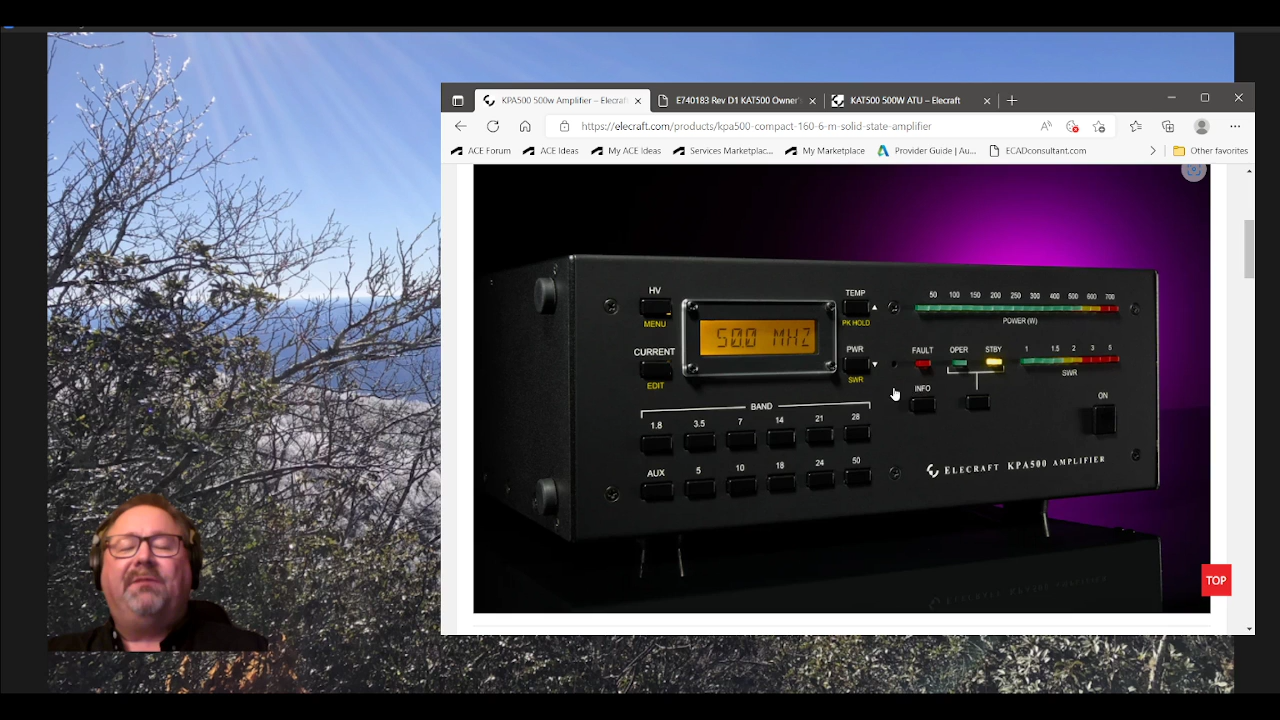 KPA500 500w Amplifier – Elecraft
E740183 Rev D1 KAT500 Owner'
KAT500 500W ATU – Elecraft
https://elecraft.com/products/kpa500-compact-160-6-m-solid-state-amplifier
ACE Forum
ACE Ideas
My ACE Ideas
Services Marketplac...
My Marketplace
Provider Guide | Au...
ECADconsultant.com
Other favorites
HV
MENU
CURRENT
EDIT
50.0 MHZ
TEMP
PK HOLD
PWR
SWR
50 100 150 200 250 300 400 500 600 700
POWER (W)
FAULT OPER STBY
1 1.5 2 3 5
SWR
INFO
ON
BAND
1.8 3.5 7 14 21 28
AUX 5 10 18 24 50
ELECRAFT KPA500 AMPLIFIER
TOP